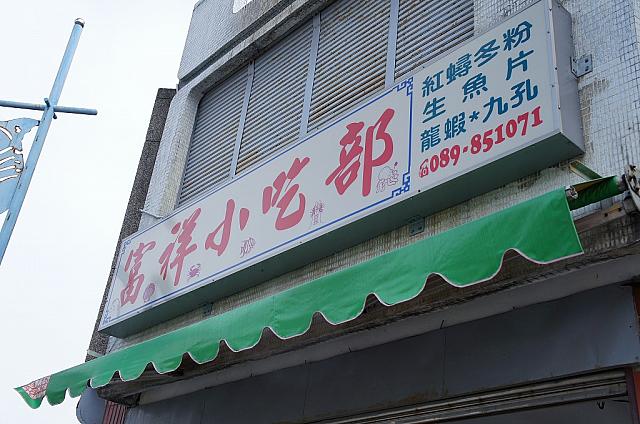 富祥小吃部
紅蟳冬粉
生魚片
龍蝦*九孔
☎089-851071